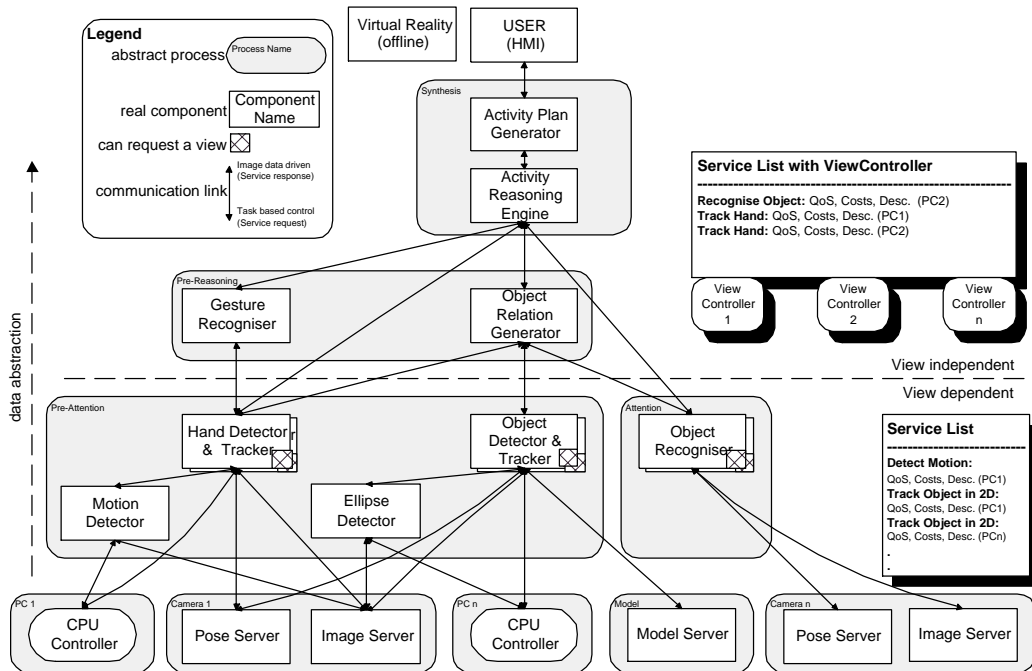 Legend
abstract process
Process Name
real component
Component
Name
can request a view
communication link
Image data driven
(Service response)
Task based control
(Service request)
Virtual Reality
(offline)
USER
(HMI)
Synthesis
Activity Plan
Generator
Activity
Reasoning
Engine
Service List with ViewController
Recognise Object: QoS, Costs, Desc. (PC2)
Track Hand: QoS, Costs, Desc. (PC1)
Track Hand: QoS, Costs, Desc. (PC2)
View
Controller
1
View
Controller
2
View
Controller
n
Pre-Reasoning
Gesture
Recogniser
Object
Relation
Generator
data abstraction
View independent
View dependent
Pre-Attention
Hand Detector
& Tracker
Object
Detector &
Tracker
Attention
Object
Recogniser
Motion
Detector
Ellipse
Detector
Service List
Detect Motion:
QoS, Costs, Desc. (PC1)
Track Object in 2D:
QoS, Costs, Desc. (PC1)
Track Object in 2D:
QoS, Costs, Desc. (PCn)
.
.
PC 1
CPU
Controller
Camera 1
Pose Server
Image Server
PC n
CPU
Controller
Model
Model Server
Camera n
Pose Server
Image Server